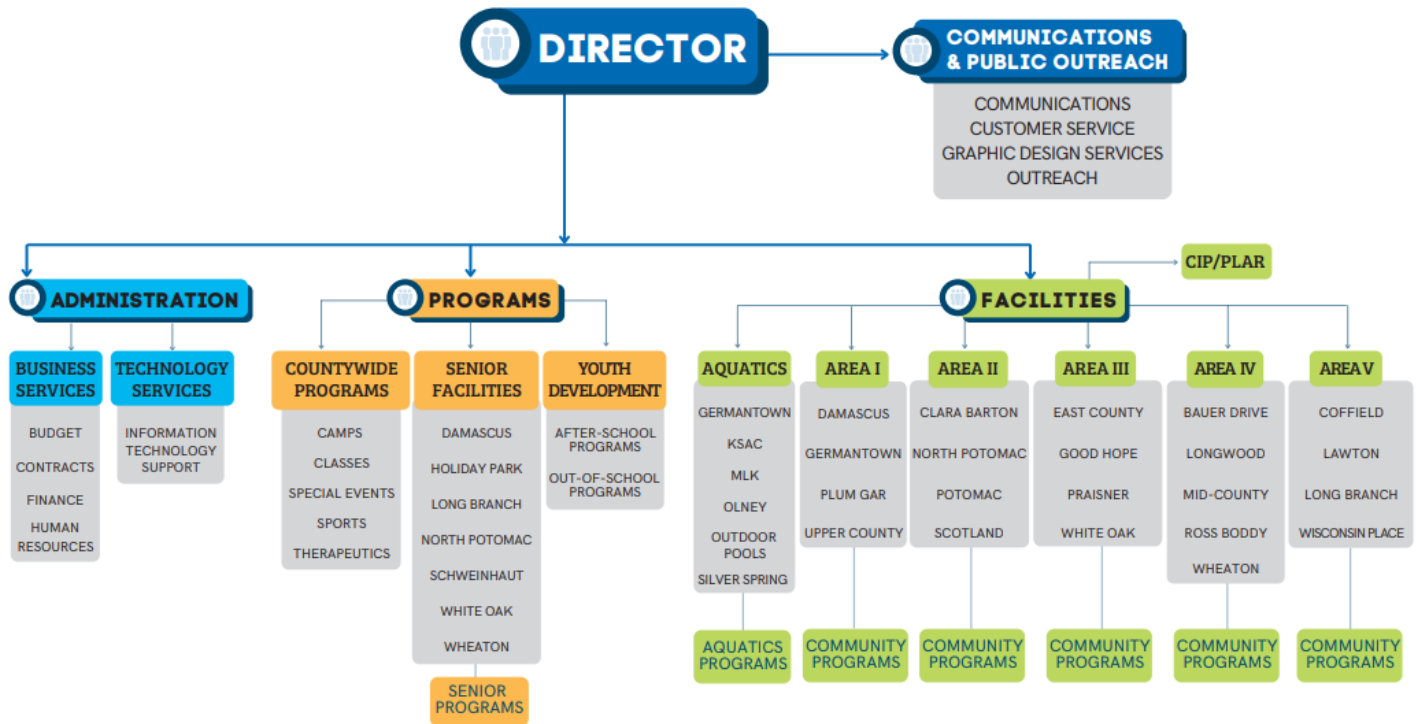 DIRECTOR
COMMUNICATIONS
& PUBLIC OUTREACH
COMMUNICATIONS
CUSTOMER SERVICE
GRAPHIC DESIGN SERVICES
OUTREACH
CIP/PLAR
ADMINISTRATION
BUSINESS
SERVICES
BUDGET
CONTRACTS
FINANCE
HUMAN
RESOURCES
TECHNOLOGY
SERVICES
INFORMATION
TECHNOLOGY
SUPPORT
PROGRAMS
COUNTYWIDE
PROGRAMS
CAMPS
CLASSES
SPECIAL EVENTS
SPORTS
THERAPEUTICS
SENIOR
FACILITIES
DAMASCUS
HOLIDAY PARK
LONG BRANCH
NORTH POTOMAC
SCHWEINHAUT
WHITE OAK
WHEATON
SENIOR
PROGRAMS
YOUTH
DEVELOPMENT
AFTER-SCHOOL
PROGRAMS
OUT-OF-SCHOOL
PROGRAMS
FACILITIES
AQUATICS
GERMANTOWN
KSAC
MLK
OLNEY
OUTDOOR
POOLS
SILVER SPRING
AQUATICS
PROGRAMS
AREA I
DAMASCUS
GERMANTOWN
PLUM GAR
UPPER COUNTY
COMMUNITY
PROGRAMS
AREA II
CLARA BARTON
NORTH POTOMAC
POTOMAC
SCOTLAND
COMMUNITY
PROGRAMS
AREA III
EAST COUNTY
GOOD HOPE
PRAISNER
WHITE OAK
COMMUNITY
PROGRAMS
AREA IV
BAUER DRIVE
LONGWOOD
MID-COUNTY
ROSS BODDY
WHEATON
COMMUNITY
PROGRAMS
AREA V
COFFIELD
LAWTON
LONG BRANCH
WISCONSIN PLACE
COMMUNITY
PROGRAMS